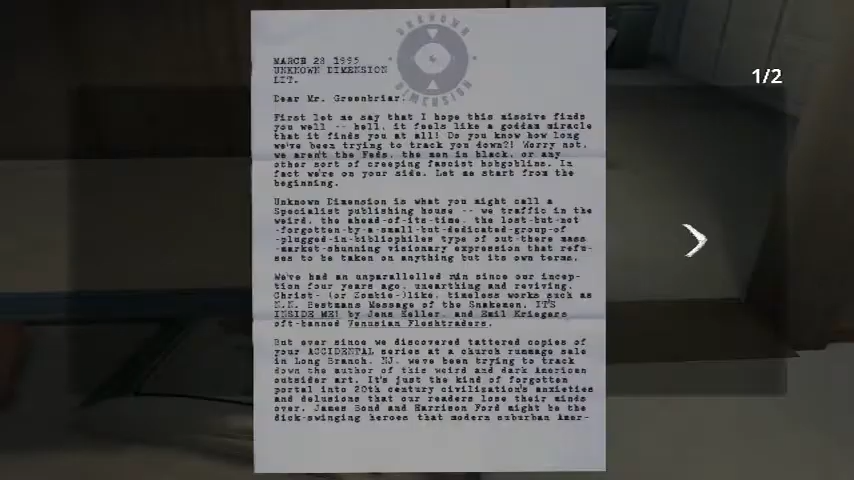 UNKNOWN
DIMENSION
1/2
MARCH 28 1995
UNKNOWN DIMENSION
LIT.
Dear Mr. Greenbriar,
First let me say that I hope this missive finds
you well -- hell, it feels like a goddam miracle
that it finds you at all! Do you know how long
we've been trying to track you down?! Worry not,
we aren't the Feds, the men in black, or any
other sort of creeping fascist hobgoblins. In
fact we're on your side. Let me start from the
beginning.
Unknown Dimension is what you might call a
Specialist publishing house -- we traffic in the
weird, the ahead-of-its-time, the lost-but-not
-forgotten-by-a-small-but-dedicated-group-of
-plugged-in-bibliophiles type of out-there mass
-market-shunning visionary expression that refu-
ses to be taken on anything but its own terms.
We've had an unparallelled run since our incep-
tion four years ago, unearthing and reviving,
Christ- (or Zombie-)like, timeless works such as
N.N. Bestmans Message of the Snakemen, IT'S
INSIDE ME! by Jens Heller, and Emil Kriegars
oft-banned Venusian Fleshtraders.
But ever since we discovered tattered copies of
your ACCIDENTAL series at a church rummage sale
in Long Branch, NJ, we've been trying to track
down the author of this weird and dark American
outsider art. It's just the kind of forgotten
portal into 20th century civilization's anxieties
and delusions that our readers lose their minds
over. James Bond and Harrison Ford might be the
dick-swinging heroes that modern suburban Amer-